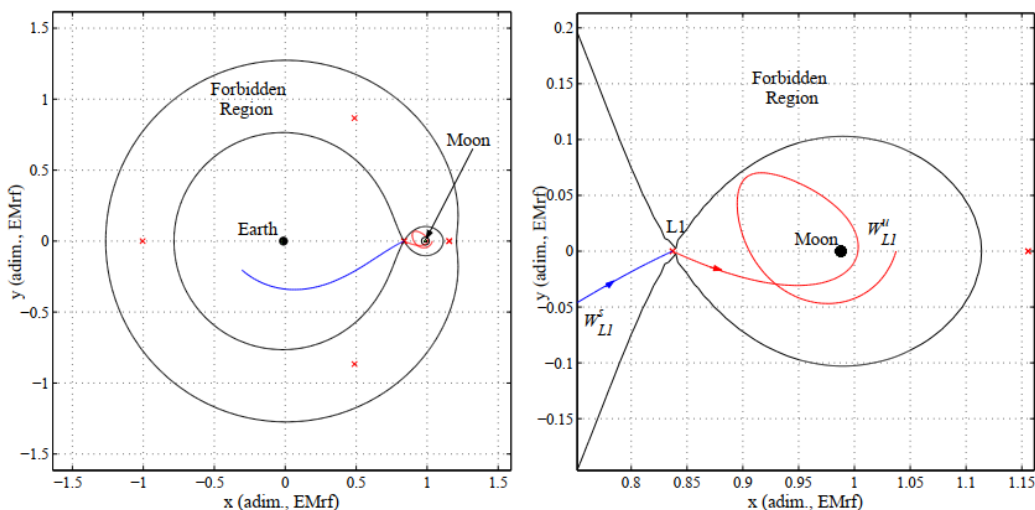 1.5
1
0.5
0
−0.5
−1
−1.5
y (adim., EMrf)
Forbidden
Region
Moon
Earth
−1.5
−1
−0.5
0
0.5
1
1.5
x (adim., EMrf)
0.2
0.15
0.1
0.05
0
−0.05
−0.1
−0.15
y (adim., EMrf)
Forbidden
Region
L1
Moon
W^u_L1
W^s_L1
0.8
0.85
0.9
0.95
1
1.05
1.1
1.15
x (adim., EMrf)